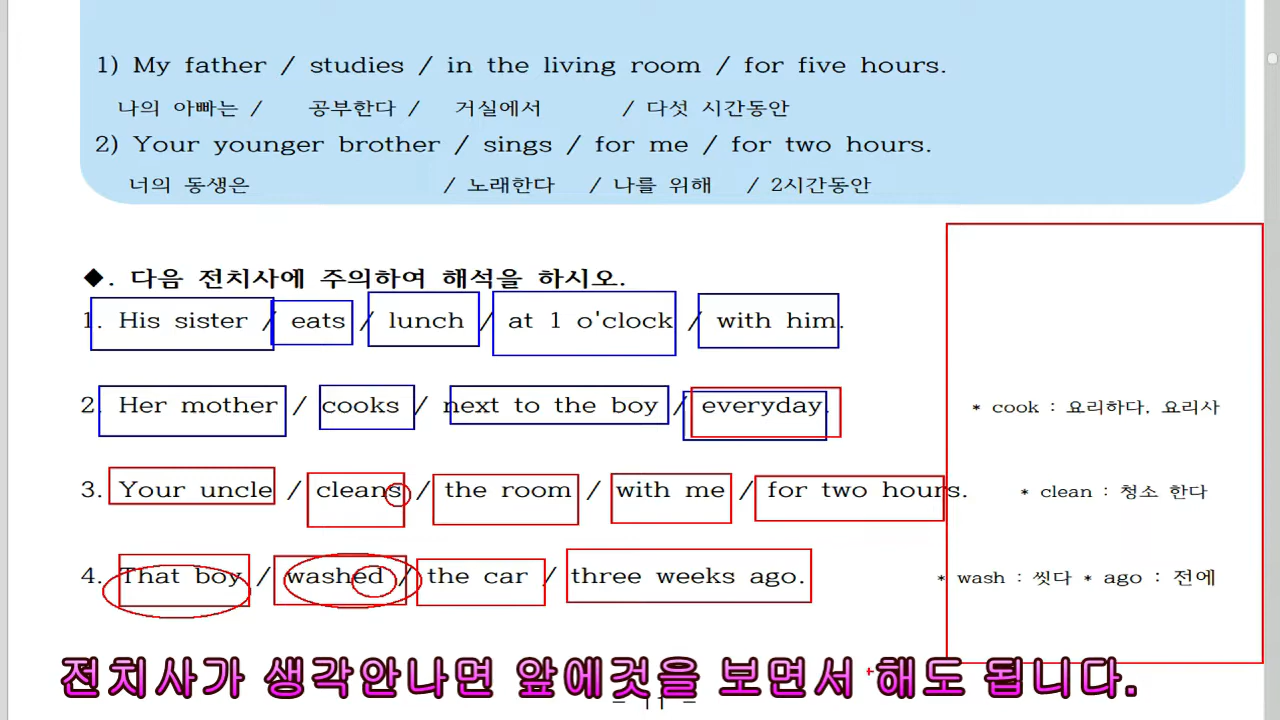 1) My father / studies / in the living room / for five hours.
나의 아빠는 / 공부한다 / 거실에서 / 다섯 시간동안
2) Your younger brother / sings / for me / for two hours.
너의 동생은 / 노래한다 / 나를 위해 / 2시간동안
◆. 다음 전치사에 주의하여 해석을 하시오.
1. His sister / eats / lunch / at 1 o'clock / with him.
2. Her mother / cooks / next to the boy / everyday. * cook : 요리하다, 요리사
3. Your uncle / cleans / the room / with me / for two hours. * clean : 청소 한다
4. That boy / washed / the car / three weeks ago. * wash : 씻다 * ago : 전에
전치사가 생각안나면 앞에것을 보면서 해도 됩니다.
- 11 -